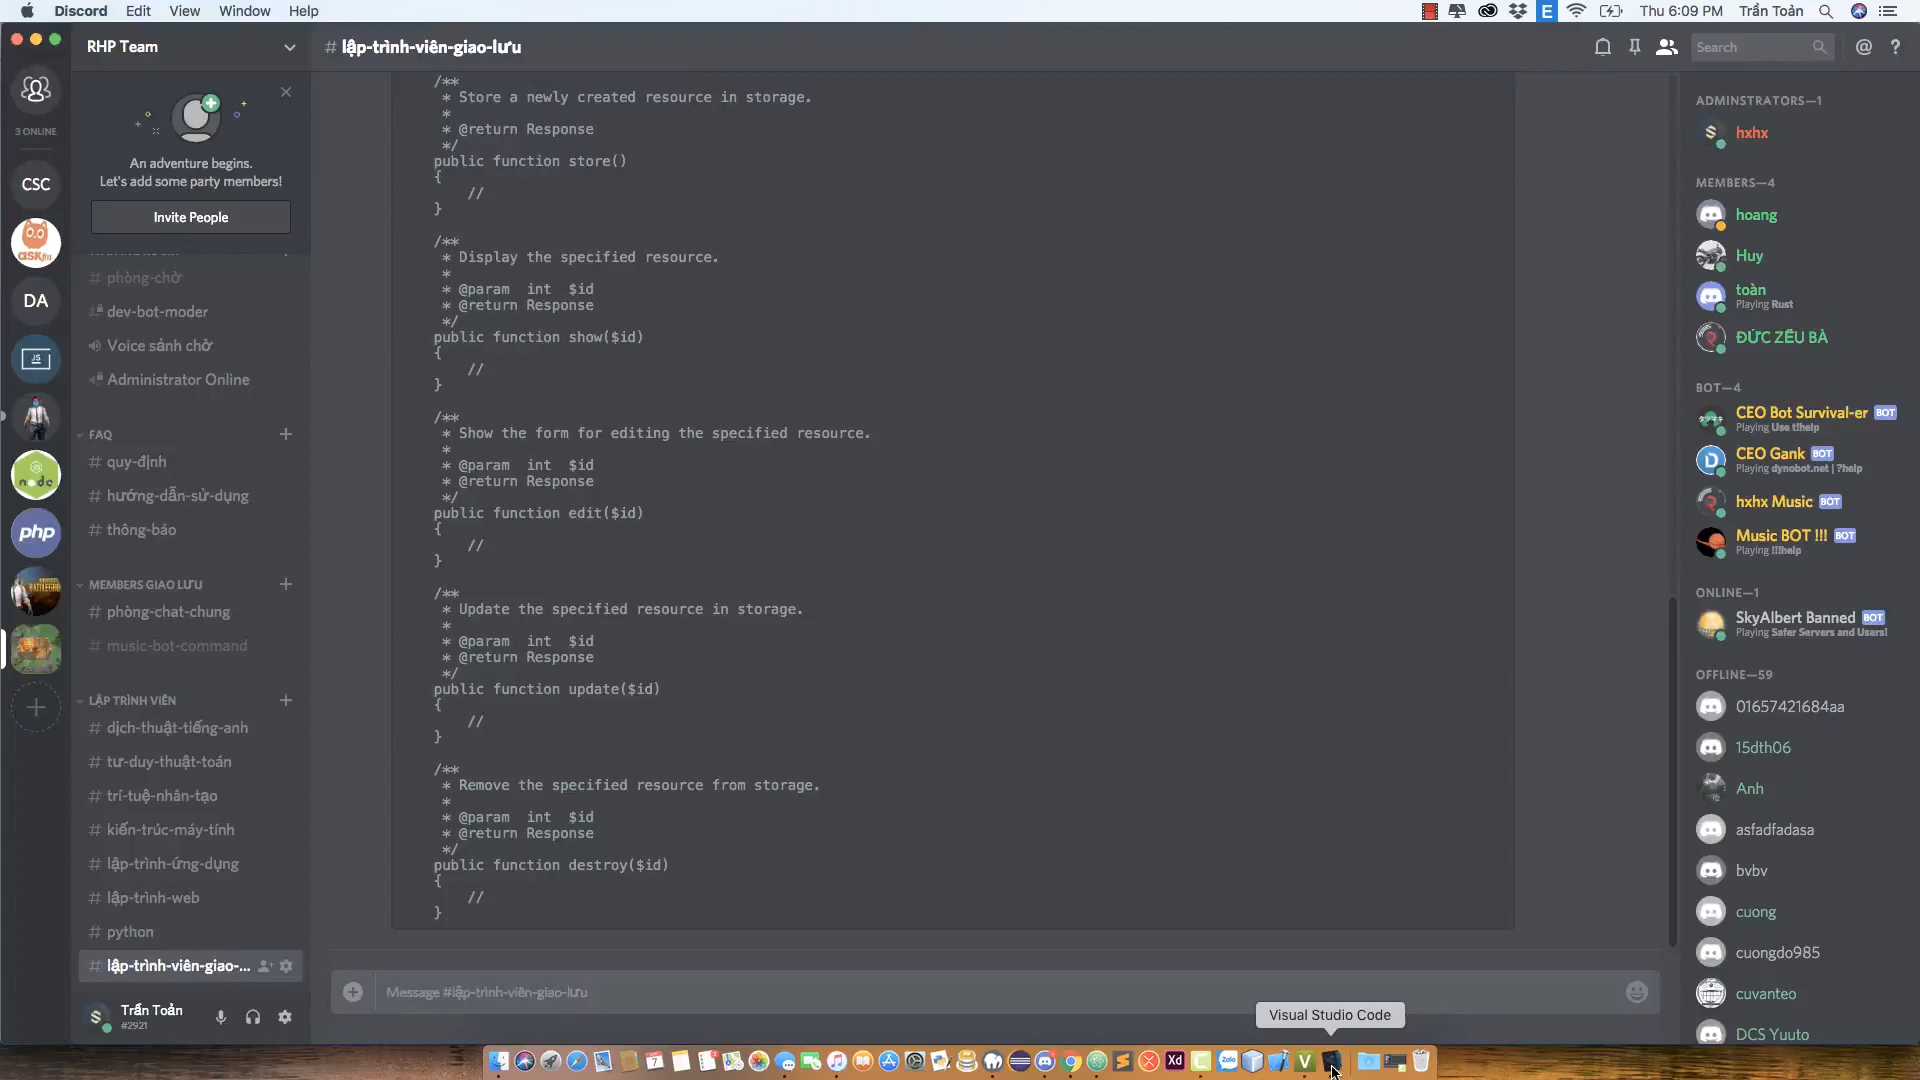 Discord Edit View Window Help
E Thu 6:09 PM Trần Toản
RHP Team
# lập-trình-viên-giao-lưu
Search
3 ONLINE
CSC
askfm
DA
JS
node
php
An adventure begins.
Let's add some party members!
Invite People
# phòng-chờ
dev-bot-moder
Voice sảnh chờ
Administrator Online
FAQ
# quy-định
# hướng-dẫn-sử-dụng
# thông-báo
MEMBERS GIAO LƯU
# phòng-chat-chung
# music-bot-command
LẬP TRÌNH VIÊN
# dịch-thuật-tiếng-anh
# tư-duy-thuật-toán
# trí-tuệ-nhân-tạo
# kiến-trúc-máy-tính
# lập-trình-ứng-dụng
# lập-trình-web
# python
# lập-trình-viên-giao-...
Trần Toản
#2921
/**
* Store a newly created resource in storage.
*
* @return Response
*/
public function store()
{
//
}
/**
* Display the specified resource.
*
* @param int $id
* @return Response
*/
public function show($id)
{
//
}
/**
* Show the form for editing the specified resource.
*
* @param int $id
* @return Response
*/
public function edit($id)
{
//
}
/**
* Update the specified resource in storage.
*
* @param int $id
* @return Response
*/
public function update($id)
{
//
}
/**
* Remove the specified resource from storage.
*
* @param int $id
* @return Response
*/
public function destroy($id)
{
//
}
Message #lập-trình-viên-giao-lưu
Visual Studio Code
ADMINSTRATORS—1
hxhx
MEMBERS—4
hoang
Huy
toàn
Playing Rust
ĐỨC ZẾU BÀ
BOT—4
CEO Bot Survival-er BOT
Playing Use t!help
CEO Gank BOT
Playing dynobot.net | ?help
hxhx Music BOT
Music BOT !!! BOT
Playing !!!help
ONLINE—1
SkyAlbert Banned BOT
Playing Safer Servers and Users!
OFFLINE—59
01657421684aa
15dth06
Anh
asfadfadasa
bvbv
cuong
cuongdo985
cuvanteo
DCS Yuuto
7
Xd
Zalo
V